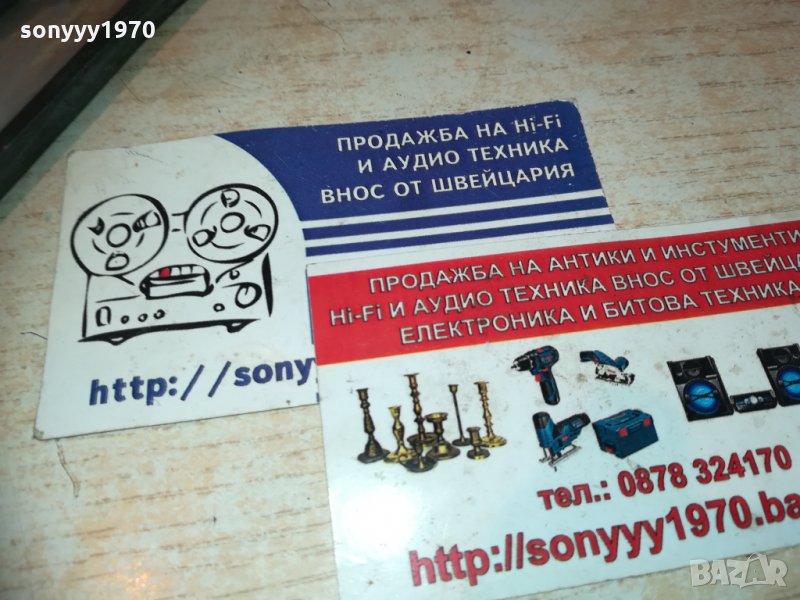 sonyyy1970
ПРОДАЖБА НА Hi-Fi
И АУДИО ТЕХНИКА
ВНОС ОТ ШВЕЙЦАРИЯ
http://sony
ПРОДАЖБА НА АНТИКИ И ИНСТУМЕНТИ
Hi-Fi И АУДИО ТЕХНИКА ВНОС ОТ ШВЕЙЦА
ЕЛЕКТРОНИКА И БИТОВА ТЕХНИКА
тел.: 0878 324170
http://sonyyy1970.ba
BAZAR